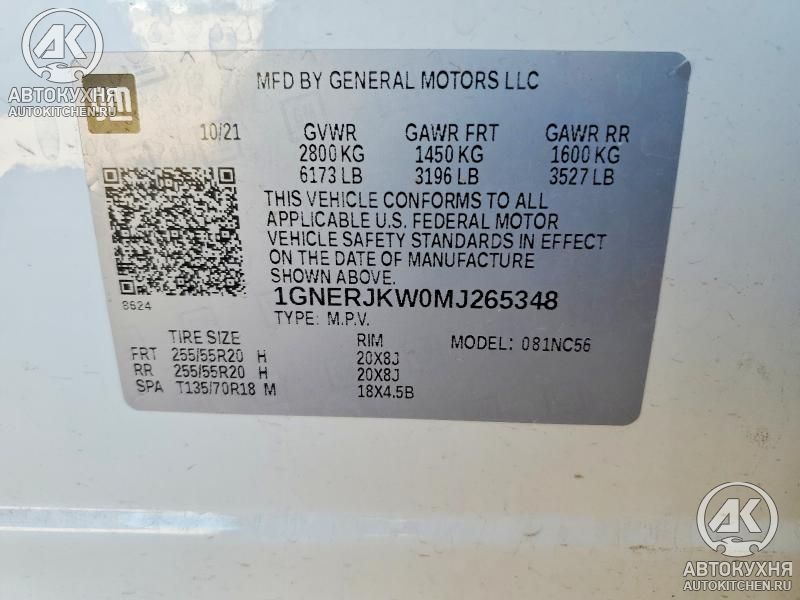 АК
АВТОКУХНЯ
AUTOKITCHEN.RU
gm
MFD BY GENERAL MOTORS LLC
10/21 GVWR GAWR FRT GAWR RR
2800 KG 1450 KG 1600 KG
6173 LB 3196 LB 3527 LB
THIS VEHICLE CONFORMS TO ALL
APPLICABLE U.S. FEDERAL MOTOR
VEHICLE SAFETY STANDARDS IN EFFECT
ON THE DATE OF MANUFACTURE
SHOWN ABOVE.
8624
1GNERJKW0MJ265348
TYPE: M.P.V.
TIRE SIZE RIM MODEL: 081NC56
FRT 255/55R20 H 20X8J
RR 255/55R20 H 20X8J
SPA T135/70R18 M 18X4.5B
АК
АВТОКУХНЯ
AUTOKITCHEN.RU